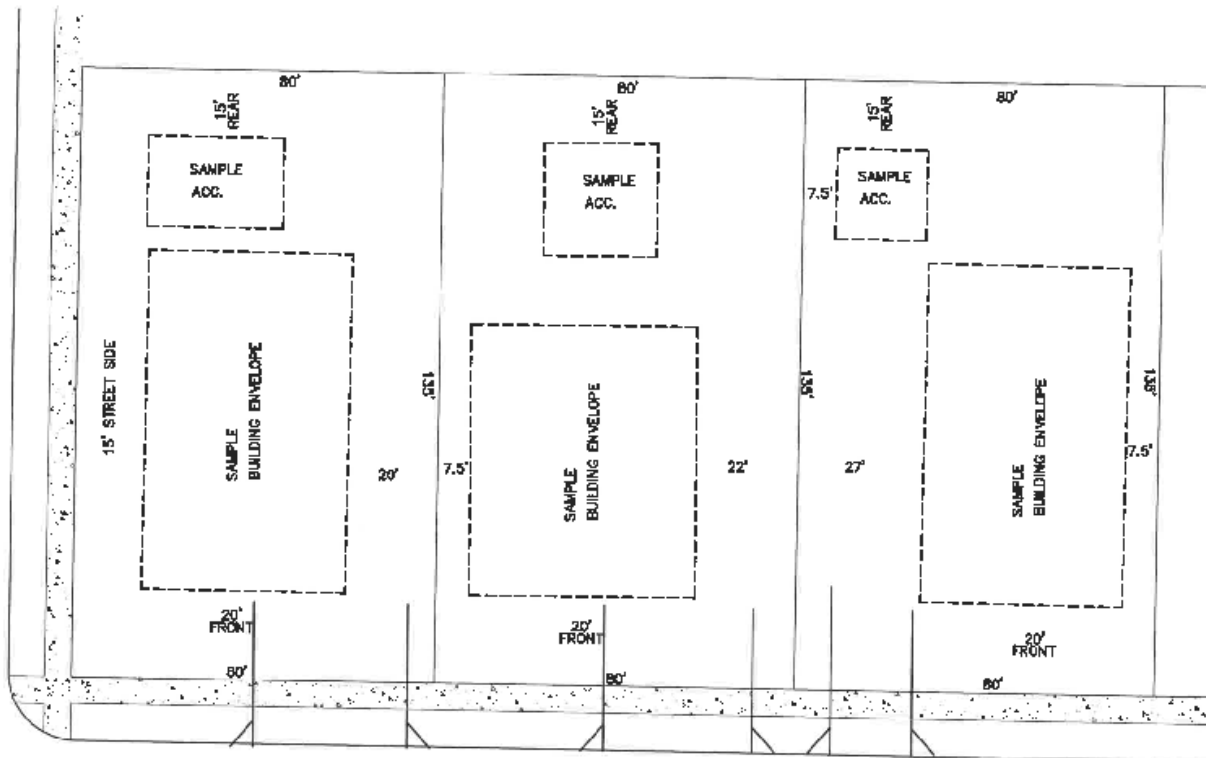 80'
80'
80'
15'
REAR
15'
REAR
15'
REAR
SAMPLE
ACC.
SAMPLE
ACC.
7.5'
SAMPLE
ACC.
15' STREET SIDE
SAMPLE
BUILDING ENVELOPE
135'
7.5'
SAMPLE
BUILDING ENVELOPE
22'
135'
27'
SAMPLE
BUILDING ENVELOPE
7.5'
20'
FRONT
20'
FRONT
20'
FRONT
80'
80'
80'